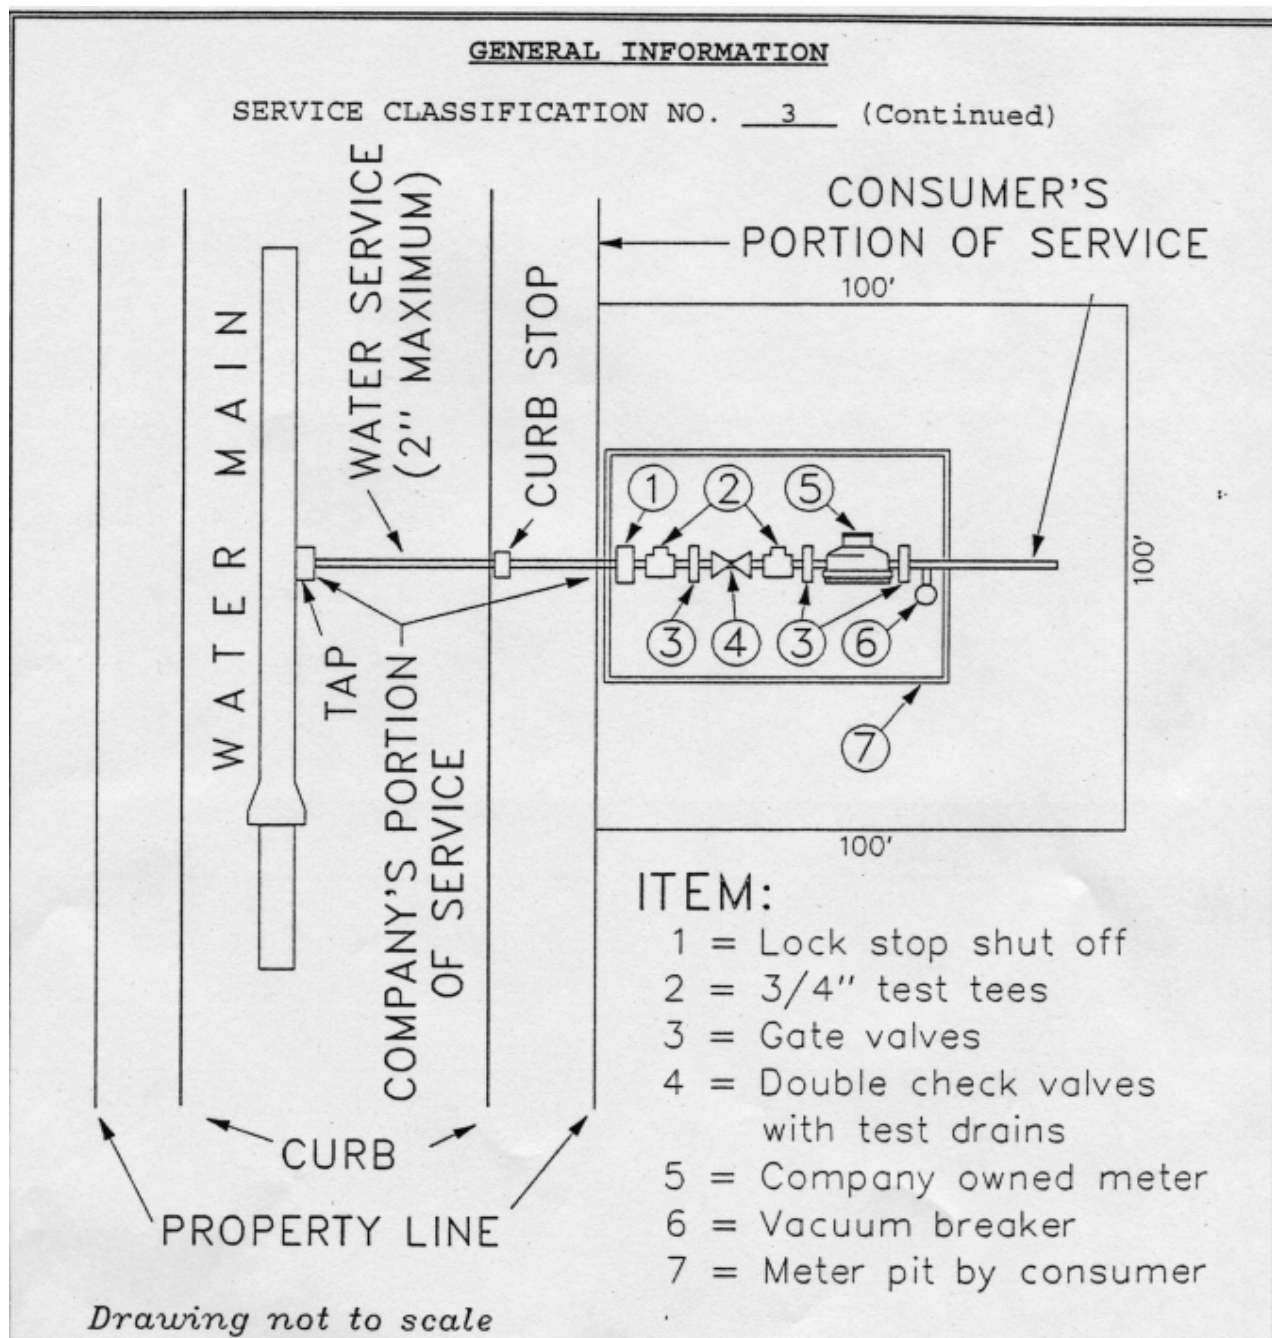 GENERAL INFORMATION
SERVICE CLASSIFICATION NO. 3 (Continued)
WATER MAIN
WATER SERVICE
(2" MAXIMUM)
CURB STOP
CONSUMER'S
PORTION OF SERVICE
100'
100'
100'
1
2
5
3
4
3
6
7
TAP
COMPANY'S PORTION
OF SERVICE
CURB
PROPERTY LINE
ITEM:
1 = Lock stop shut off
2 = 3/4" test tees
3 = Gate valves
4 = Double check valves
with test drains
5 = Company owned meter
6 = Vacuum breaker
7 = Meter pit by consumer
Drawing not to scale